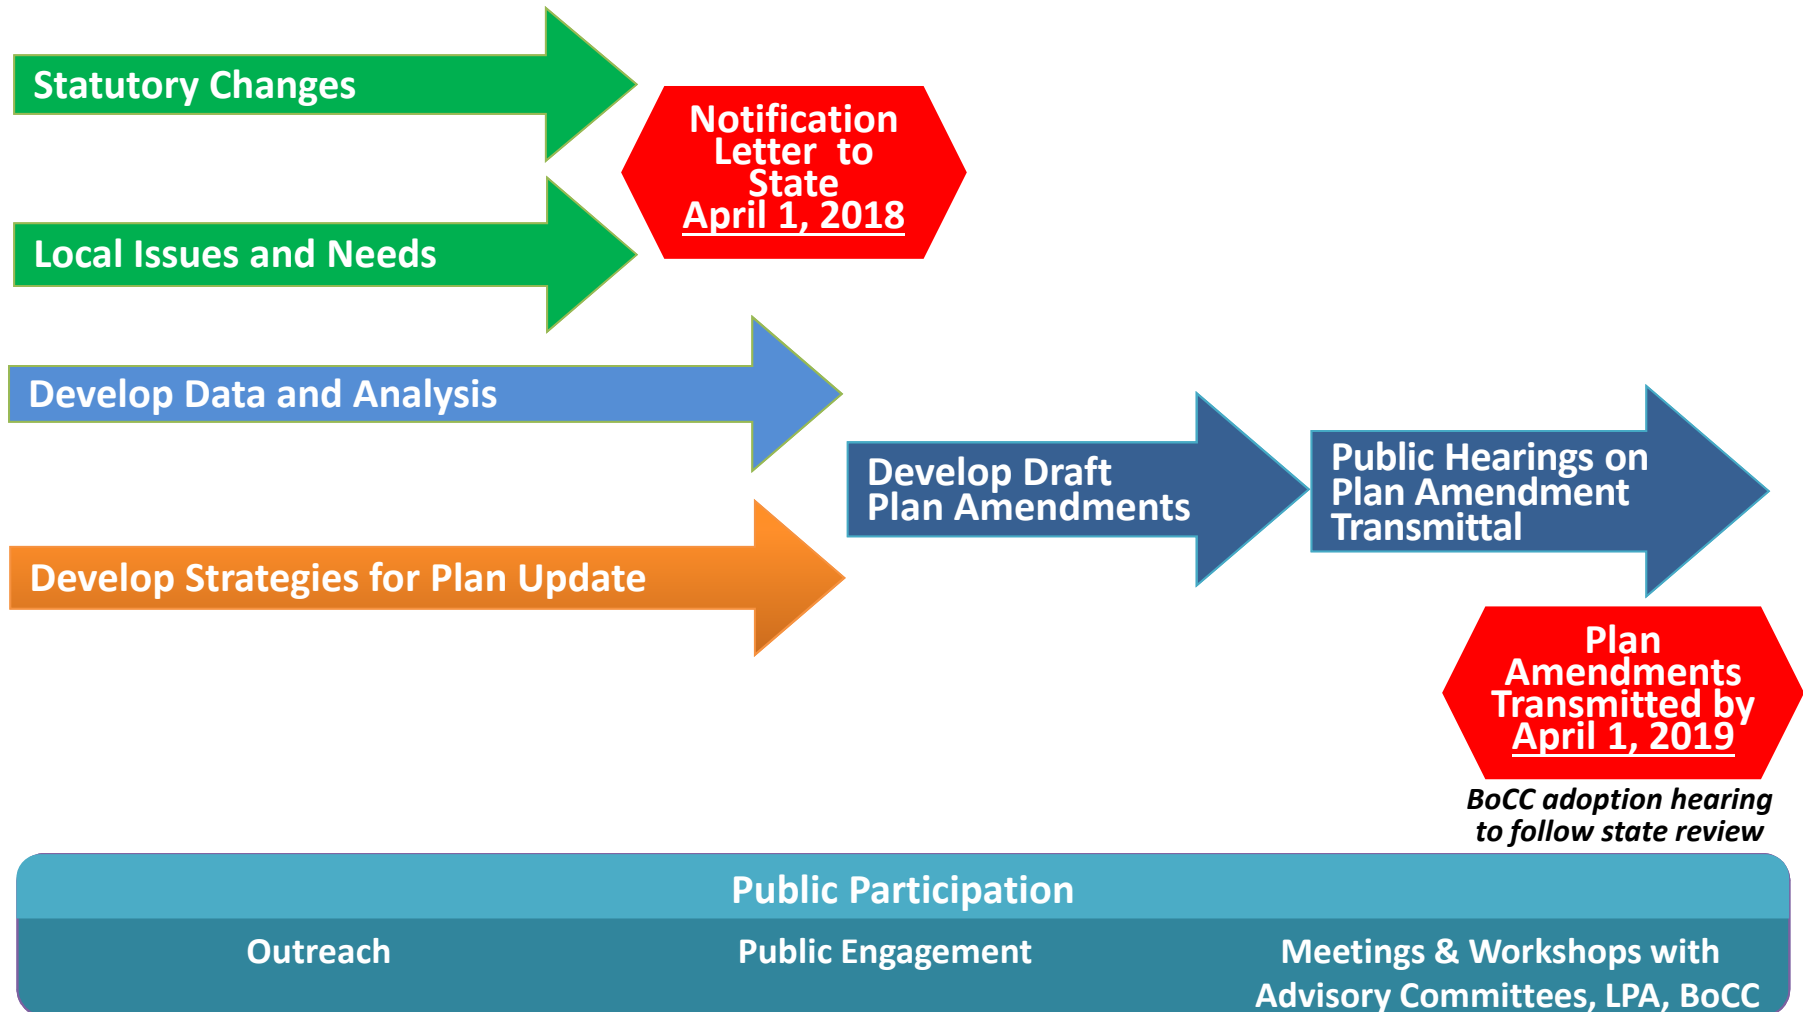 Statutory Changes
Notification
Letter to
State
April 1, 2018
Local Issues and Needs
Develop Data and Analysis
Develop Strategies for Plan Update
Develop Draft
Plan Amendments
Public Hearings on
Plan Amendment
Transmittal
Plan
Amendments
Transmitted by
April 1, 2019
BoCC adoption hearing
to follow state review
Public Participation
Outreach
Public Engagement
Meetings & Workshops with
Advisory Committees, LPA, BoCC